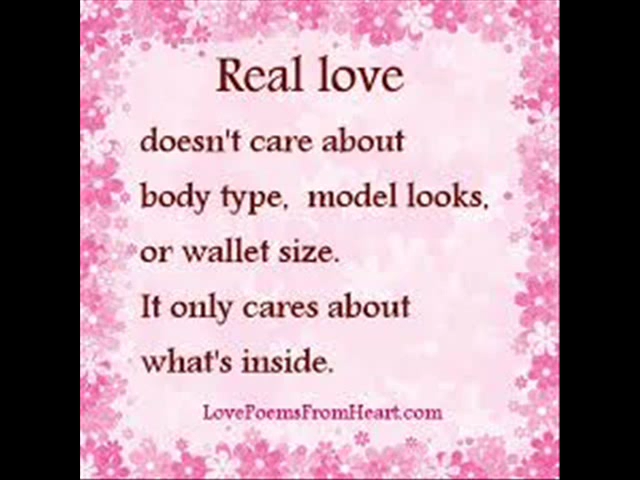 Real love
doesn't care about
body type, model looks,
or wallet size.
It only cares about
what's inside.
LovePoemsFromHeart.com